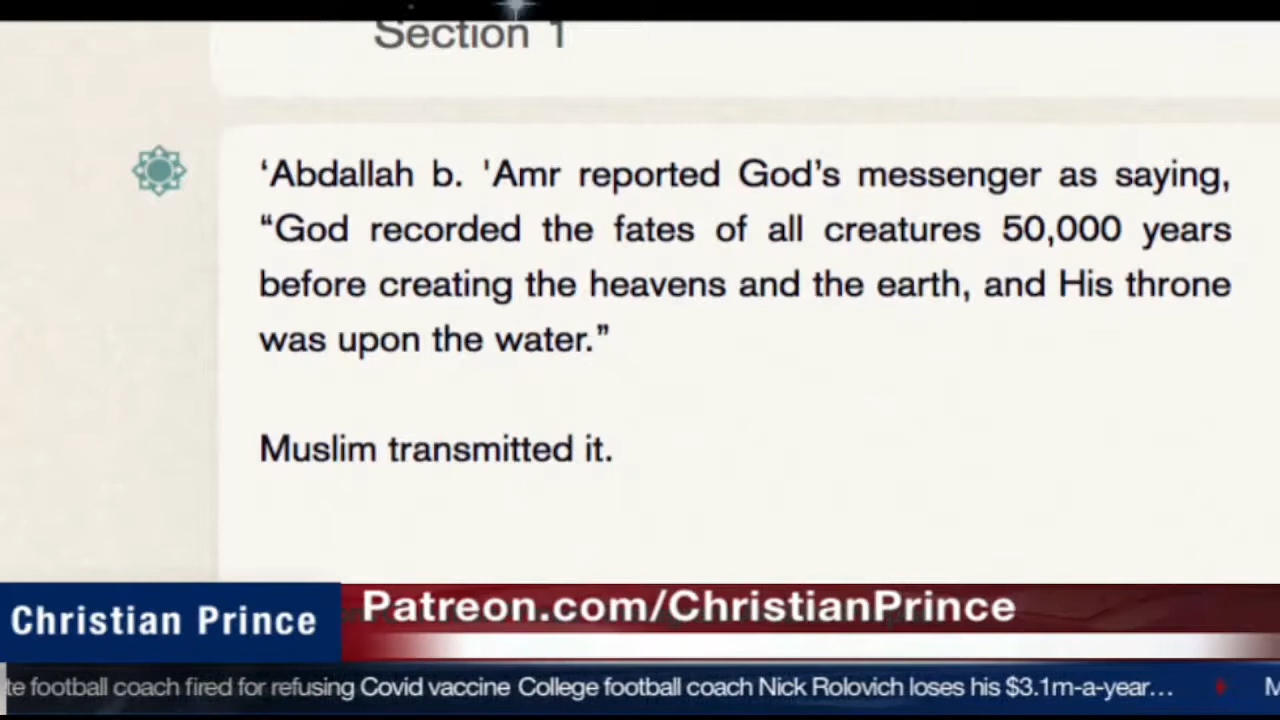 Section 1
‘Abdallah b. 'Amr reported God’s messenger as saying,
“God recorded the fates of all creatures 50,000 years
before creating the heavens and the earth, and His throne
was upon the water.”
Muslim transmitted it.
Christian Prince
Patreon.com/ChristianPrince
te football coach fired for refusing Covid vaccine College football coach Nick Rolovich loses his $3.1m-a-year… M